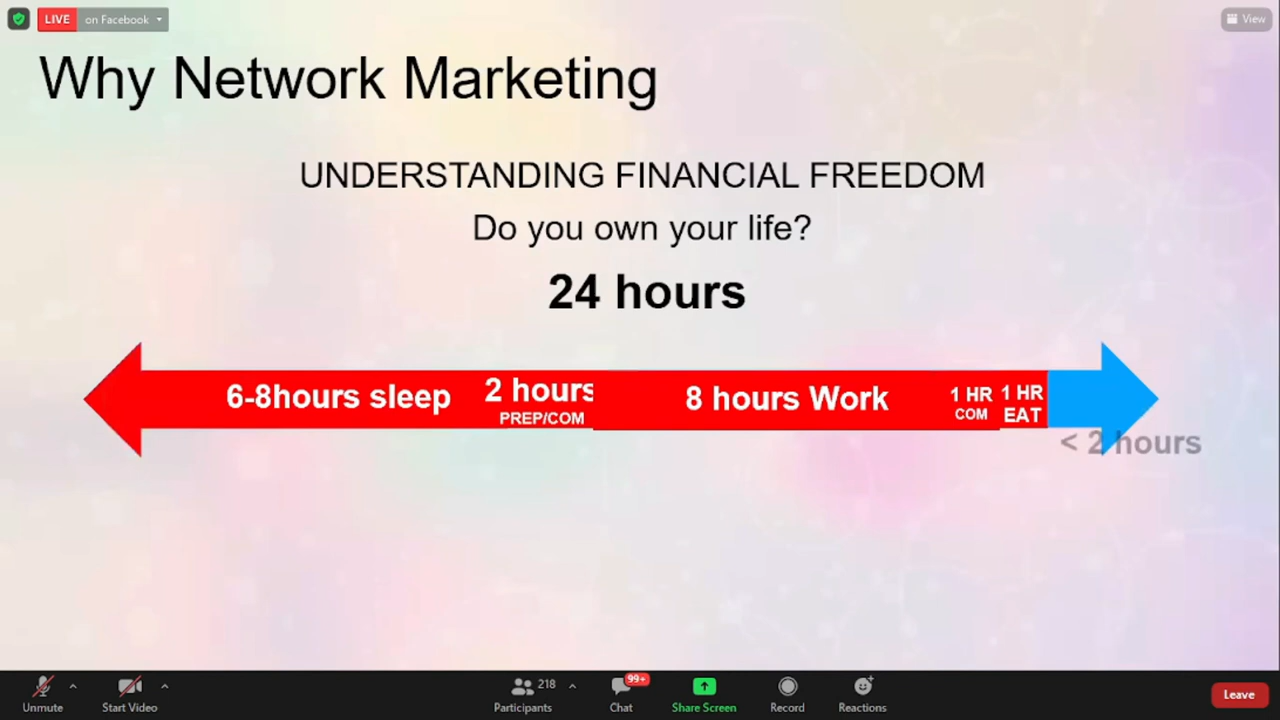 LIVE on Facebook
View
Why Network Marketing
UNDERSTANDING FINANCIAL FREEDOM
Do you own your life?
24 hours
6-8hours sleep
2 hours
PREP/COM
8 hours Work
1 HR
COM
1 HR
EAT
< 2 hours
Unmute
Start Video
218
Participants
99+
Chat
Share Screen
Record
Reactions
Leave